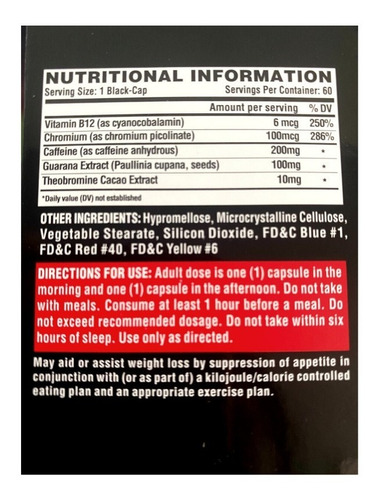 NUTRITIONAL INFORMATION
Serving Size: 1 Black-Cap Servings Per Container: 60
Amount per serving % DV
Vitamin B12 (as cyanocobalamin) 6 mcg 250%
Chromium (as chromium picolinate) 100mcg 286%
Caffeine (as caffeine anhydrous) 200mg *
Guarana Extract (Paullinia cupana, seeds) 100mg *
Theobromine Cacao Extract 10mg *
*Daily value (DV) not established
OTHER INGREDIENTS: Hypromellose, Microcrystalline Cellulose,
Vegetable Stearate, Silicon Dioxide, FD&C Blue #1,
FD&C Red #40, FD&C Yellow #6
DIRECTIONS FOR USE: Adult dose is one (1) capsule in the
morning and one (1) capsule in the afternoon. Do not take
with meals. Consume at least 1 hour before a meal. Do
not exceed recommended dosage. Do not take within six
hours of sleep. Use only as directed.
May aid or assist weight loss by suppression of appetite in
conjunction with (or as part of) a kilojoule/calorie controlled
eating plan and an appropriate exercise plan.